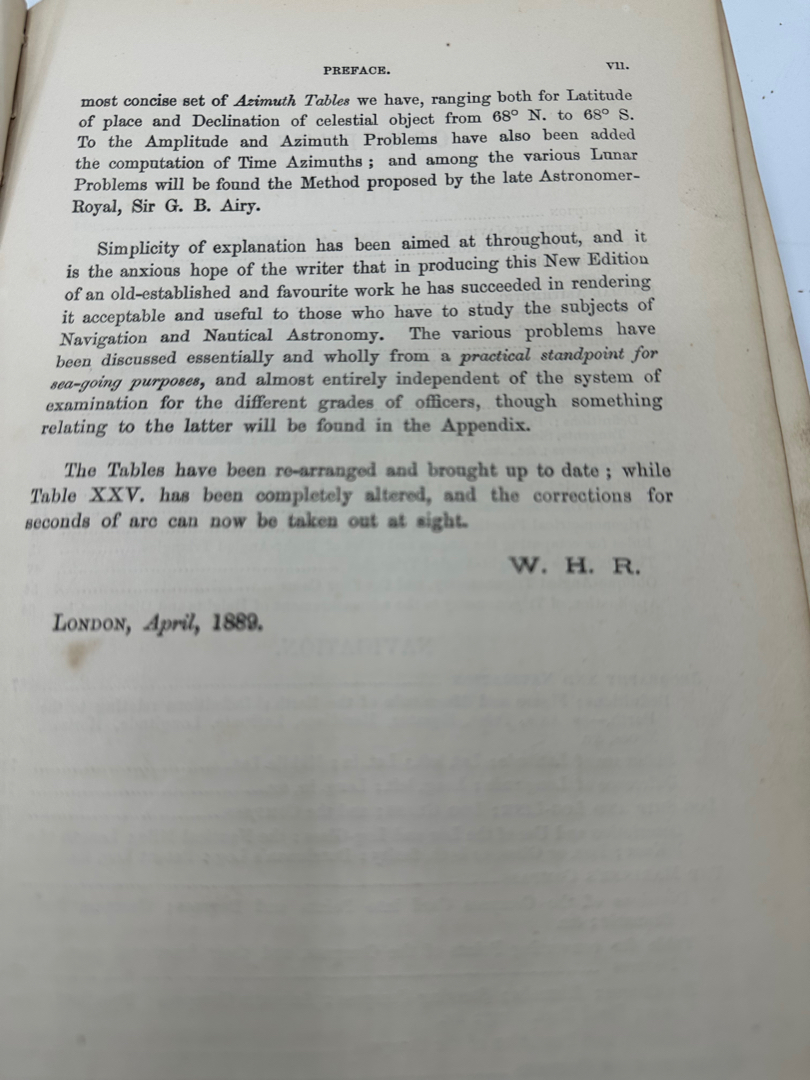 PREFACE.
vii.
most concise set of Azimuth Tables we have, ranging both for Latitude
of place and Declination of celestial object from 68° N. to 68° S.
To the Amplitude and Azimuth Problems have also been added
the computation of Time Azimuths ; and among the various Lunar
Problems will be found the Method proposed by the late Astronomer-
Royal, Sir G. B. Airy.
Simplicity of explanation has been aimed at throughout, and it
is the anxious hope of the writer that in producing this New Edition
of an old-established and favourite work he has succeeded in rendering
it acceptable and useful to those who have to study the subjects of
Navigation and Nautical Astronomy. The various problems have
been discussed essentially and wholly from a practical standpoint for
sea-going purposes, and almost entirely independent of the system of
examination for the different grades of officers, though something
relating to the latter will be found in the Appendix.
The Tables have been re-arranged and brought up to date ; while
Table XXV. has been completely altered, and the corrections for
seconds of arc can now be taken out at sight.
W. H. R.
LONDON, April, 1889.